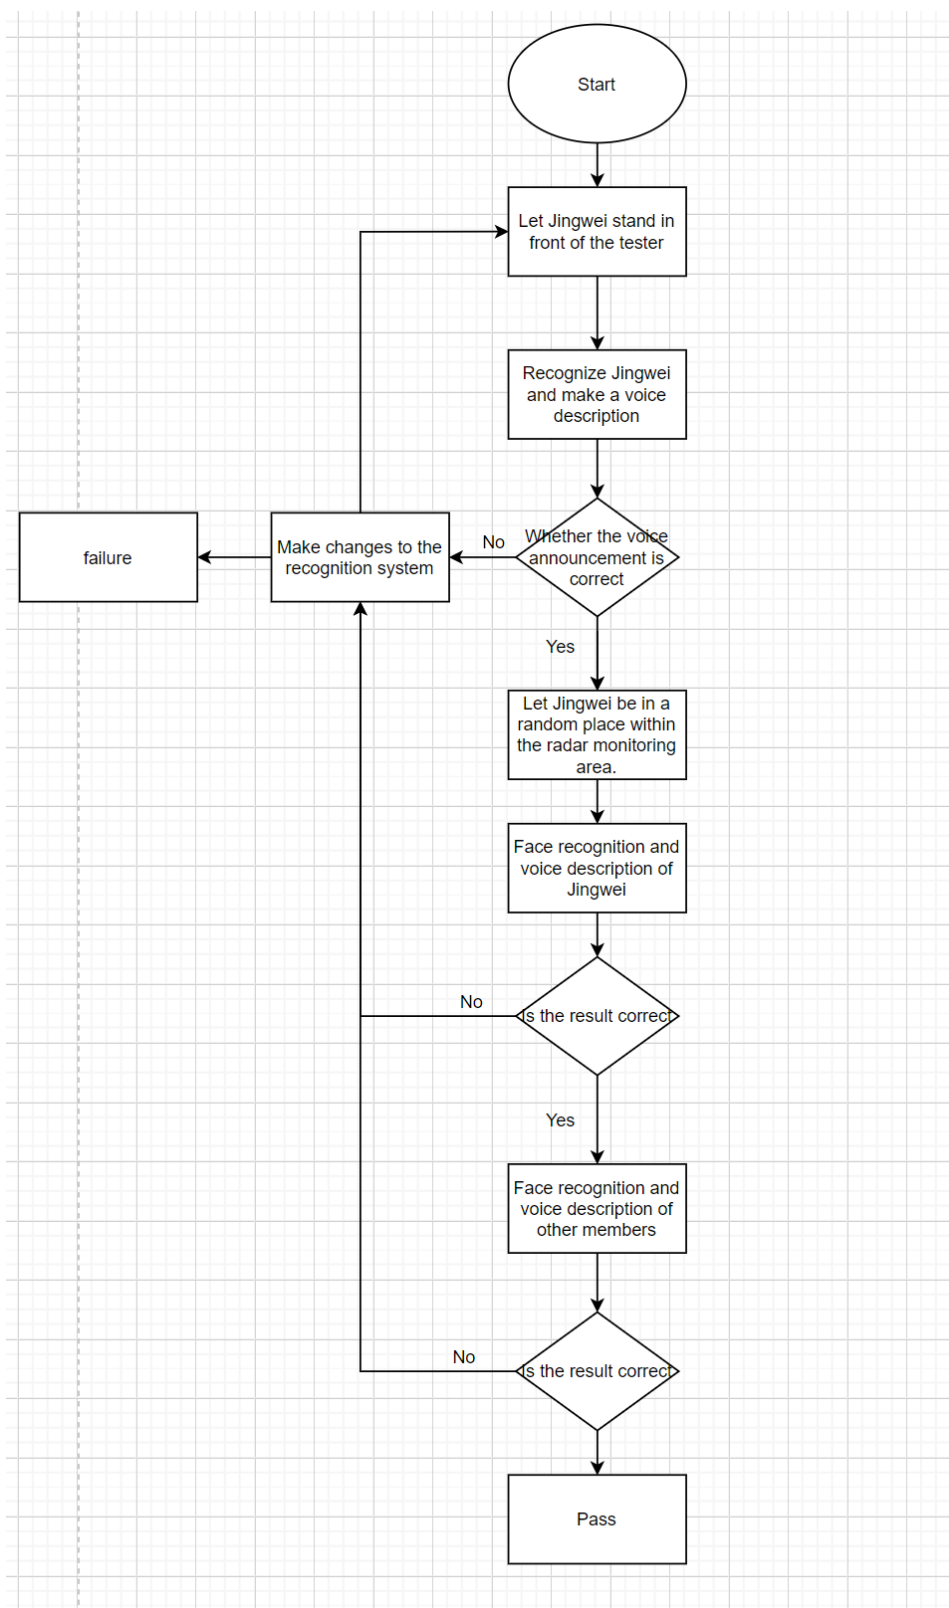 Start
Let Jingwei stand in
front of the tester
Recognize Jingwei
and make a voice
description
Whether the voice
announcement is
correct
No
Make changes to the
recognition system
failure
Yes
Let Jingwei be in a
random place within
the radar monitoring
area.
Face recognition and
voice description of
Jingwei
Is the result correct
No
Yes
Face recognition and
voice description of
other members
Is the result correct
No
Pass